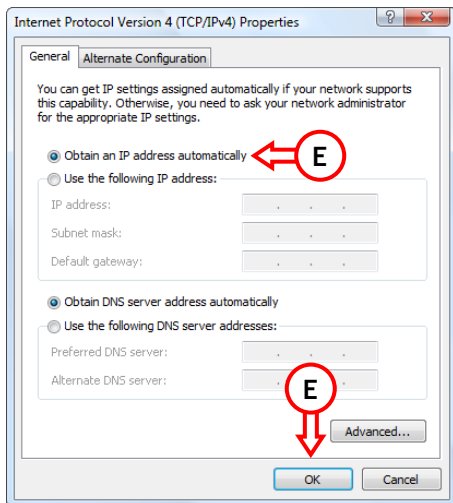 Internet Protocol Version 4 (TCP/IPv4) Properties
General
Alternate Configuration
You can get IP settings assigned automatically if your network supports
this capability. Otherwise, you need to ask your network administrator
for the appropriate IP settings.
Obtain an IP address automatically
E
Use the following IP address:
IP address:
Subnet mask:
Default gateway:
Obtain DNS server address automatically
Use the following DNS server addresses:
Preferred DNS server:
Alternate DNS server:
E
Advanced...
OK
Cancel